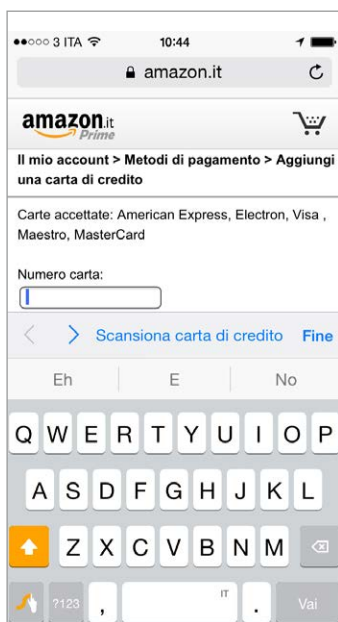 3 ITA 10:44
amazon.it
amazon.it
Prime
Il mio account > Metodi di pagamento > Aggiungi
una carta di credito
Carte accettate: American Express, Electron, Visa ,
Maestro, MasterCard
Numero carta:
Scansiona carta di credito Fine
Eh E No
Q W E R T Y U I O P
A S D F G H J K L
Z X C V B N M
?123 , IT . Vai